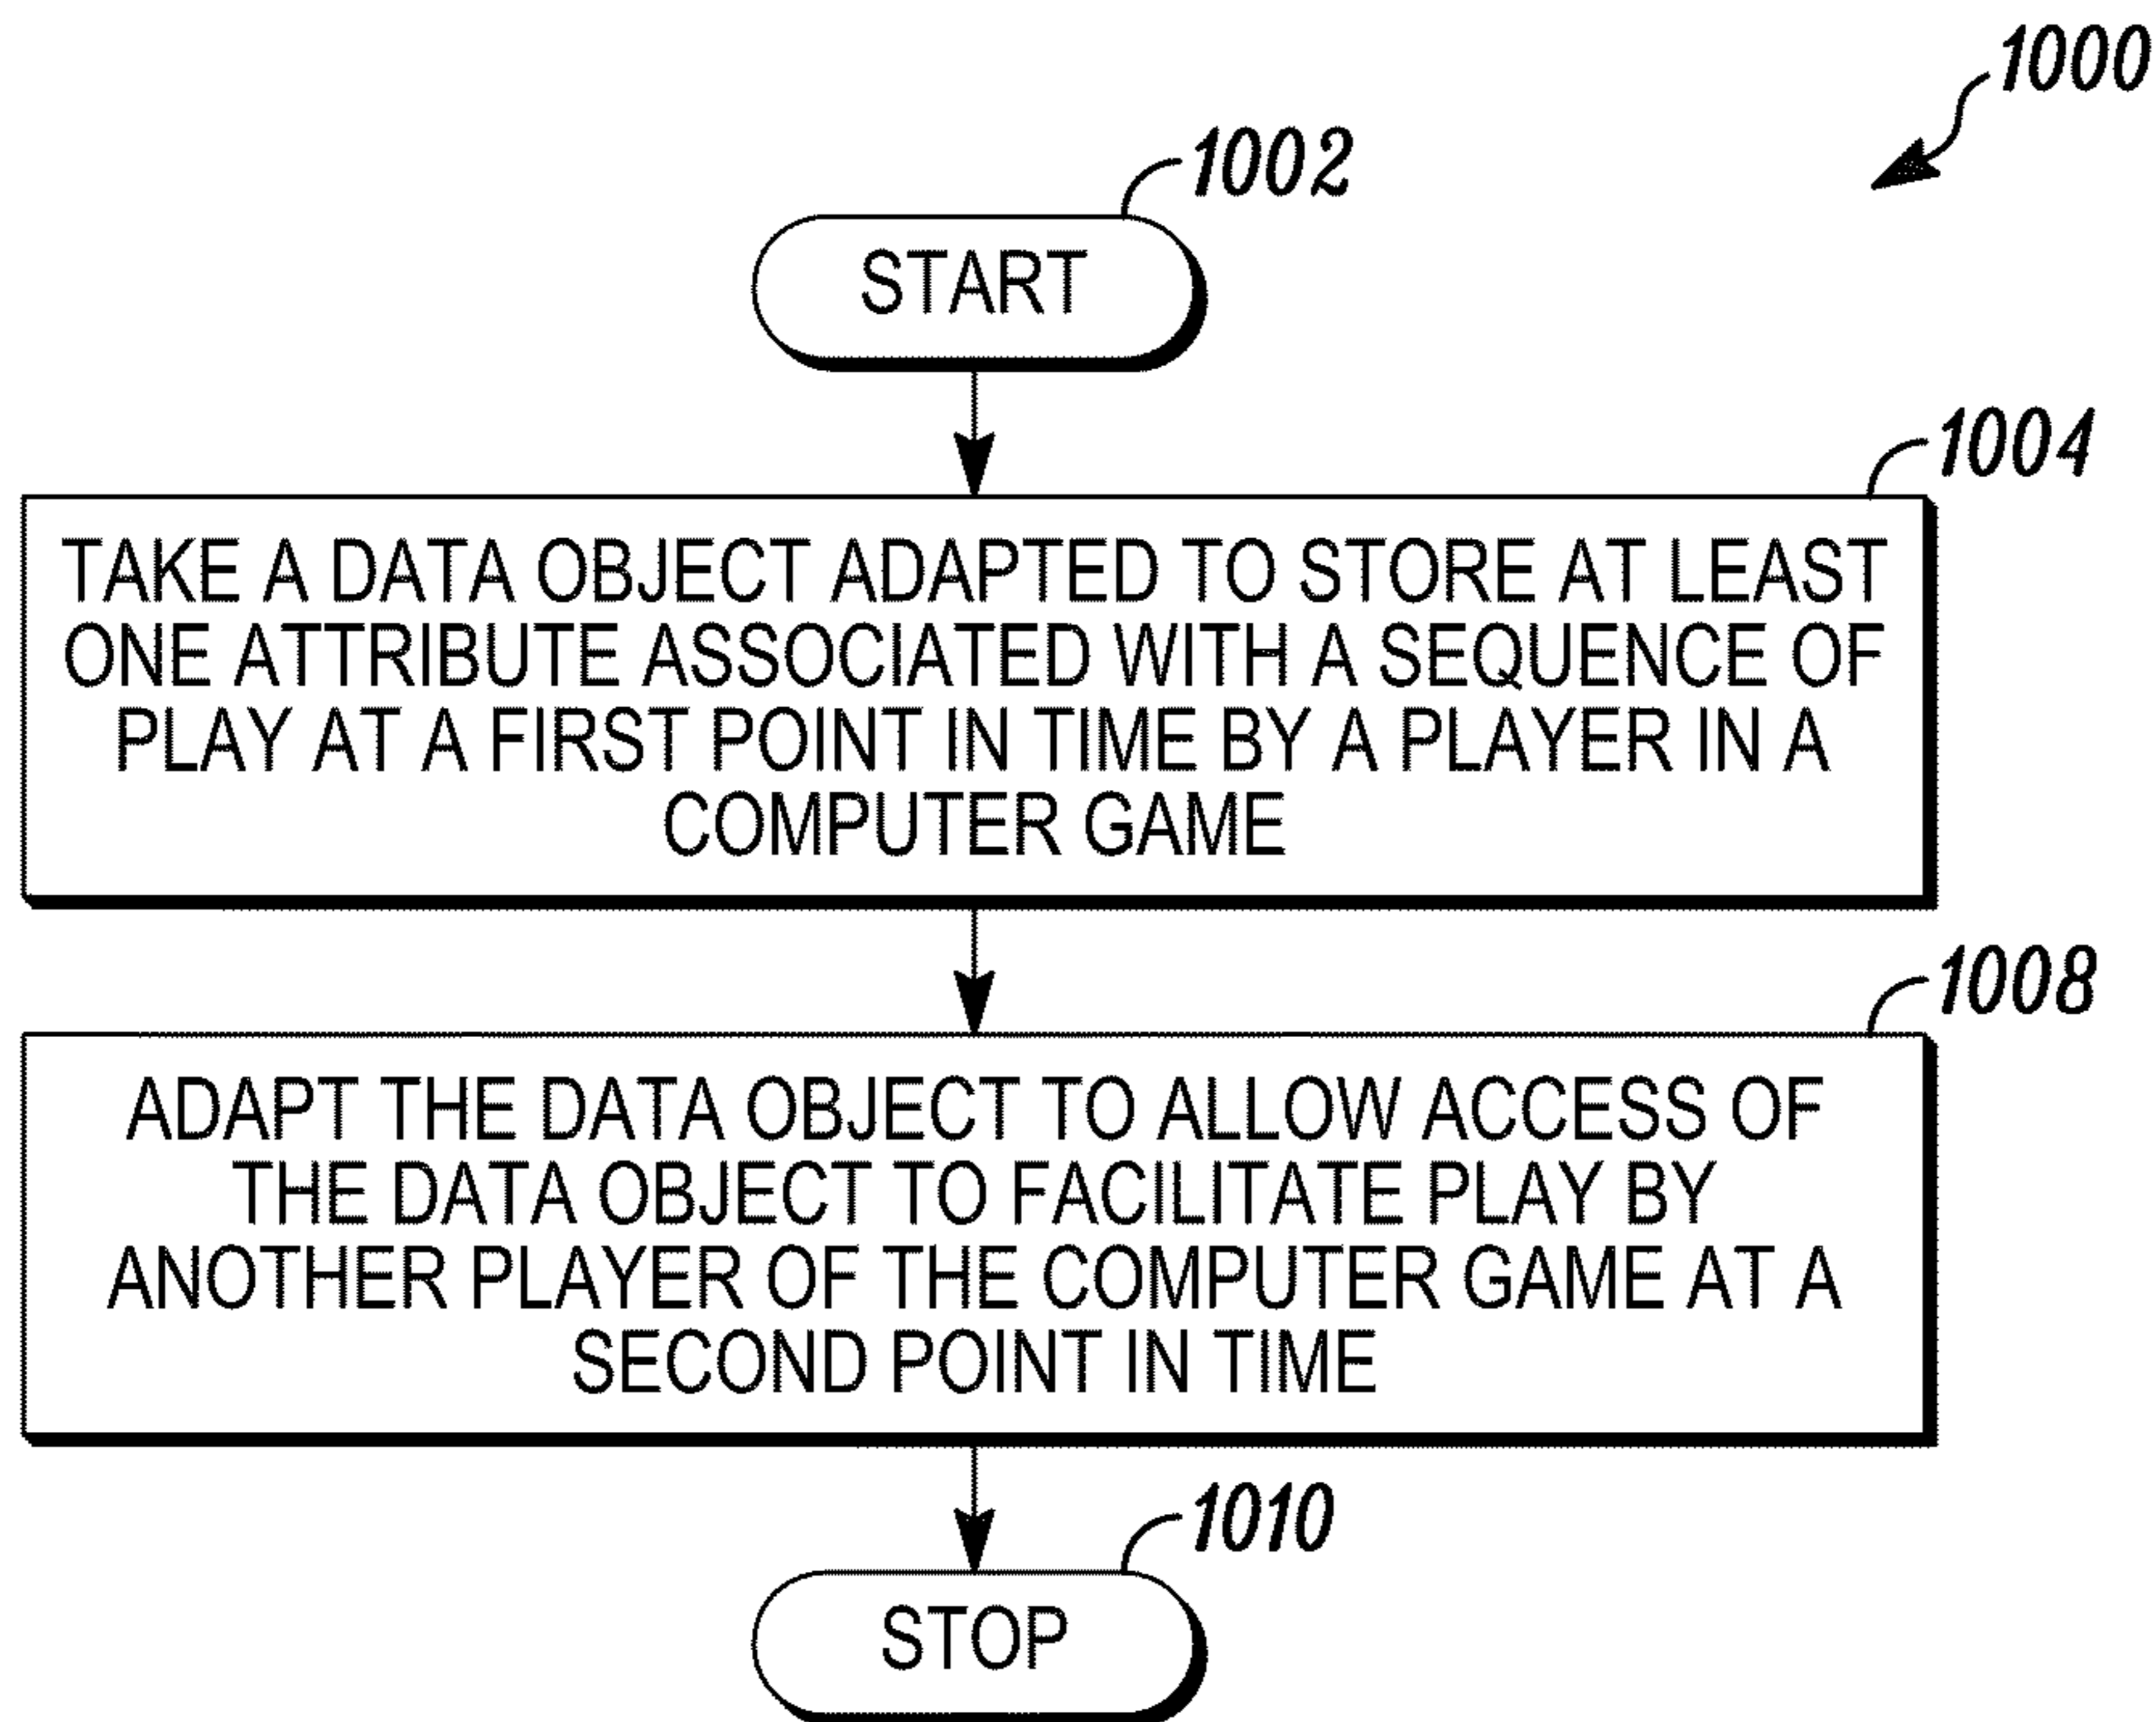 1000
1002
START
1004
TAKE A DATA OBJECT ADAPTED TO STORE AT LEAST
ONE ATTRIBUTE ASSOCIATED WITH A SEQUENCE OF
PLAY AT A FIRST POINT IN TIME BY A PLAYER IN A
COMPUTER GAME
1008
ADAPT THE DATA OBJECT TO ALLOW ACCESS OF
THE DATA OBJECT TO FACILITATE PLAY BY
ANOTHER PLAYER OF THE COMPUTER GAME AT A
SECOND POINT IN TIME
1010
STOP